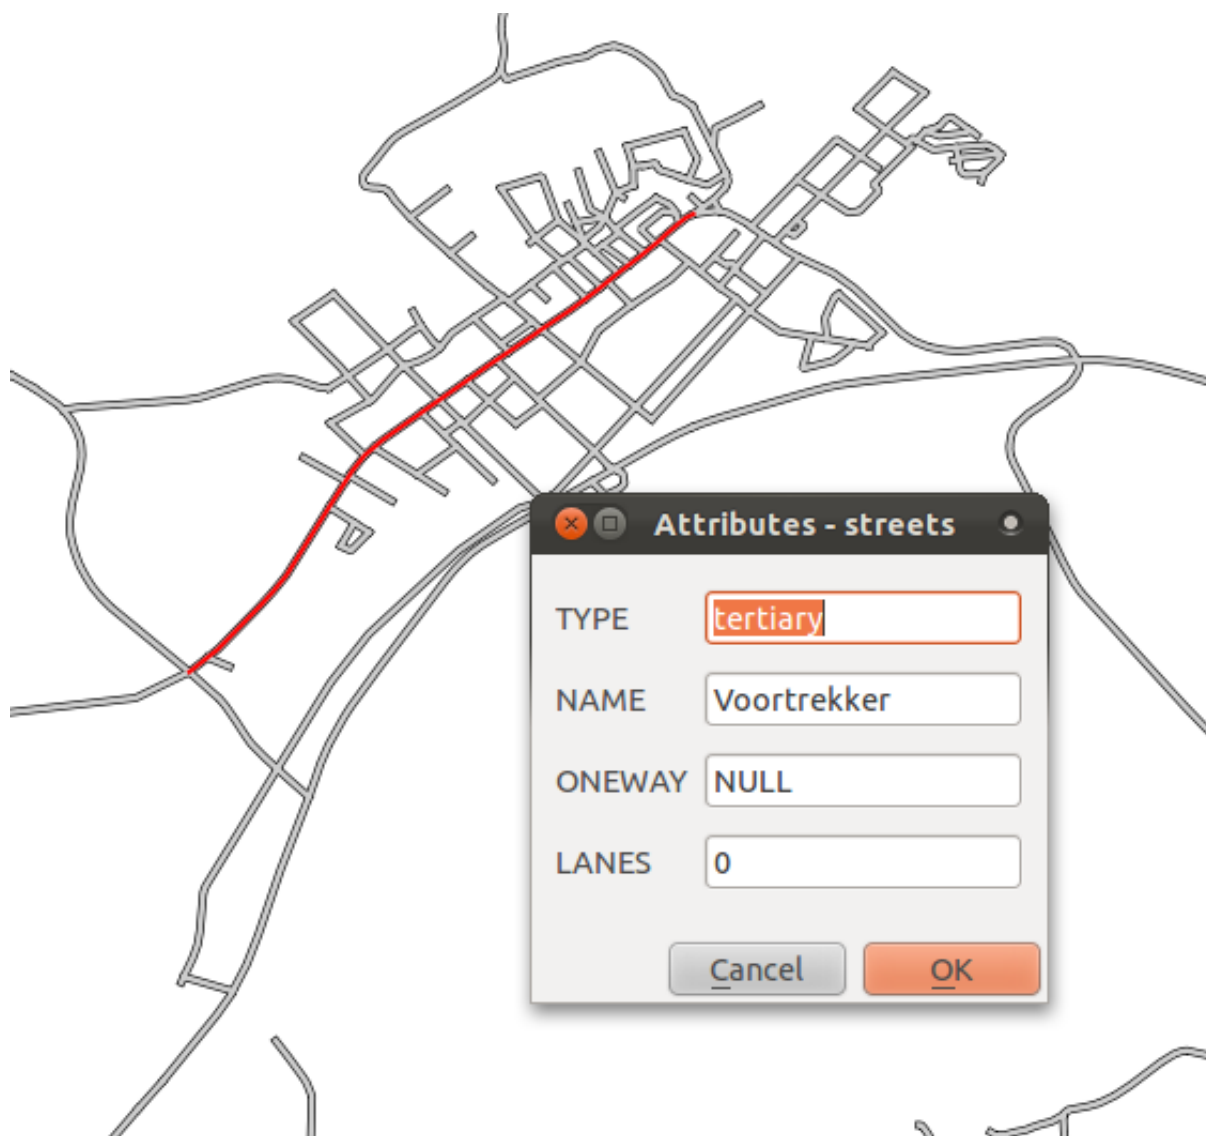 Attributes - streets
TYPE tertiary
NAME Voortrekker
ONEWAY NULL
LANES 0
Cancel OK